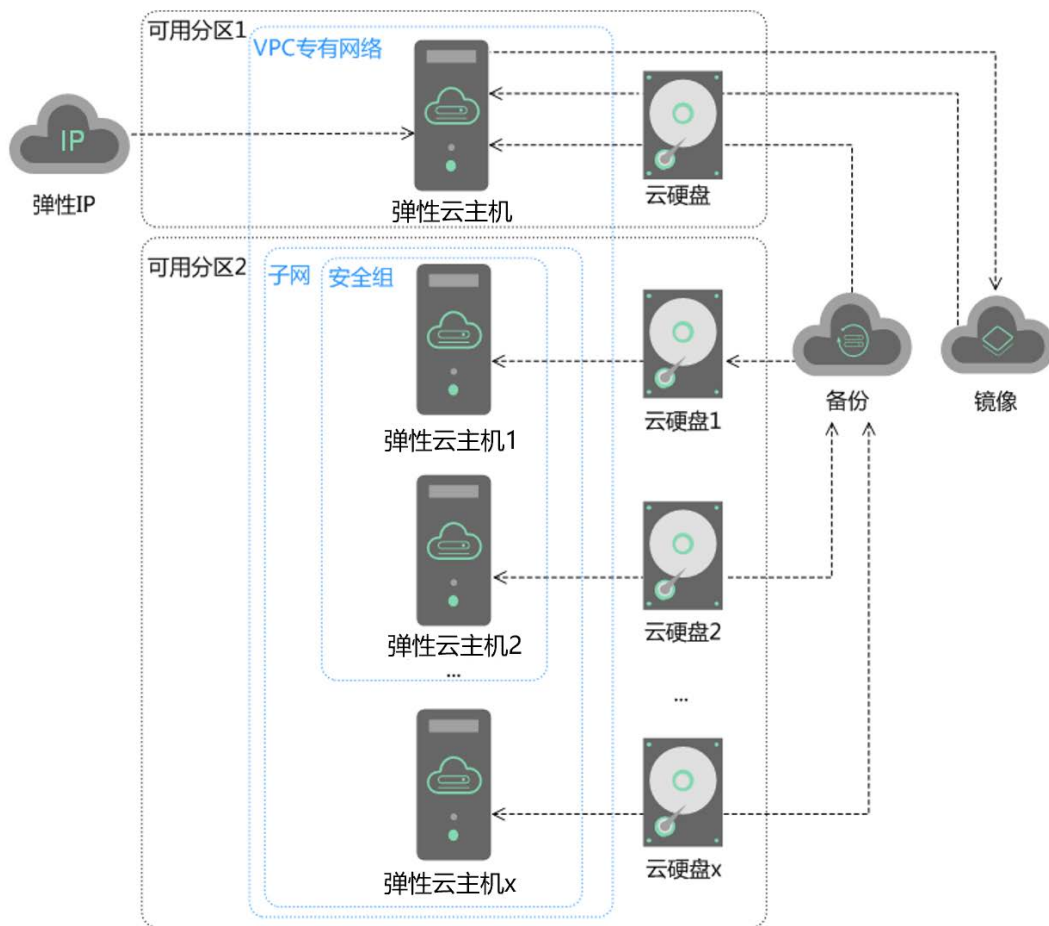 可用分区1
VPC专有网络
IP
弹性IP
弹性云主机
云硬盘
可用分区2
子网
安全组
弹性云主机1
云硬盘1
备份
镜像
弹性云主机2
云硬盘2
...
...
弹性云主机x
云硬盘x